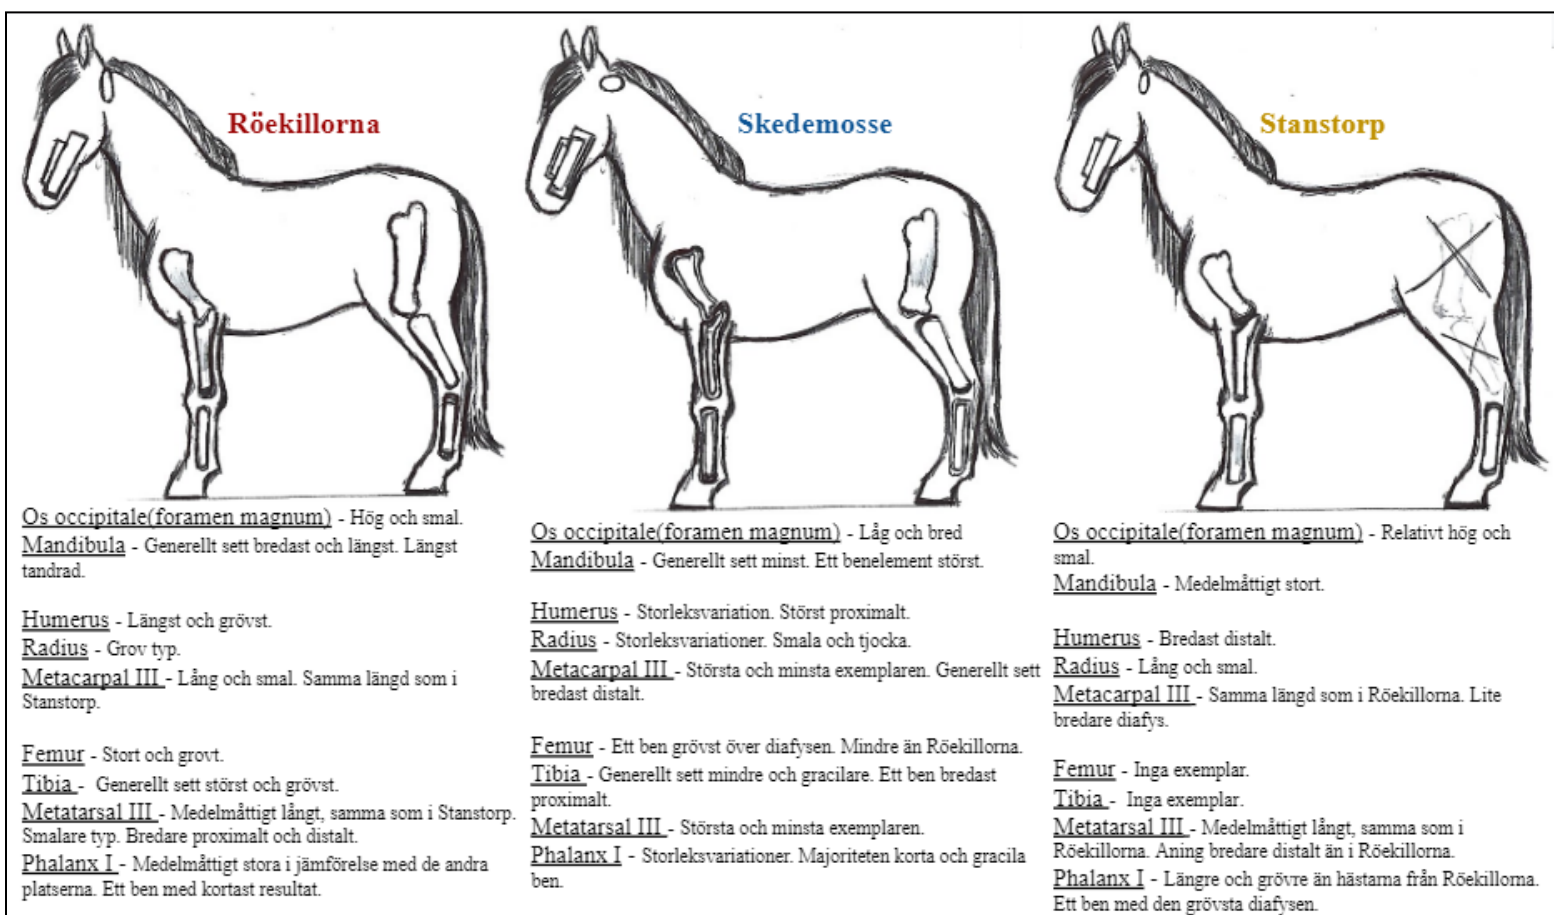 Röekillorna
Os occipitale(foramen magnum) - Hög och smal.
Mandibula - Generellt sett bredast och längst. Längst
tandrad.
Humerus - Längst och grövst.
Radius - Grov typ.
Metacarpal III - Lång och smal. Samma längd som i
Stanstorp.
Femur - Stort och grovt.
Tibia - Generellt sett störst och grövst.
Metatarsal III - Medelmåttigt långt, samma som i Stanstorp.
Smalare typ. Bredare proximalt och distalt.
Phalanx I - Medelmåttigt stora i jämförelse med de andra
platserna. Ett ben med kortast resultat.
Skedemosse
Os occipitale(foramen magnum) - Låg och bred
Mandibula - Generellt sett minst. Ett benelement störst.
Humerus - Storleksvariation. Störst proximalt.
Radius - Storleksvariationer. Smala och tjocka.
Metacarpal III - Största och minsta exemplaren. Generellt sett
bredast distalt.
Femur - Ett ben grövst över diafysen. Mindre än Röekillorna.
Tibia - Generellt sett mindre och gracilare. Ett ben bredast
proximalt.
Metatarsal III - Största och minsta exemplaren.
Phalanx I - Storleksvariationer. Majoriteten korta och gracila
ben.
Stanstorp
Os occipitale(foramen magnum) - Relativt hög och
smal.
Mandibula - Medelmåttigt stort.
Humerus - Bredast distalt.
Radius - Lång och smal.
Metacarpal III - Samma längd som i Röekillorna. Lite
bredare diafys.
Femur - Inga exemplar.
Tibia - Inga exemplar.
Metatarsal III - Medelmåttigt långt, samma som i
Röekillorna. Aning bredare distalt än i Röekillorna.
Phalanx I - Längre och grövre än hästarna från Röekillorna.
Ett ben med den grövsta diafysen.